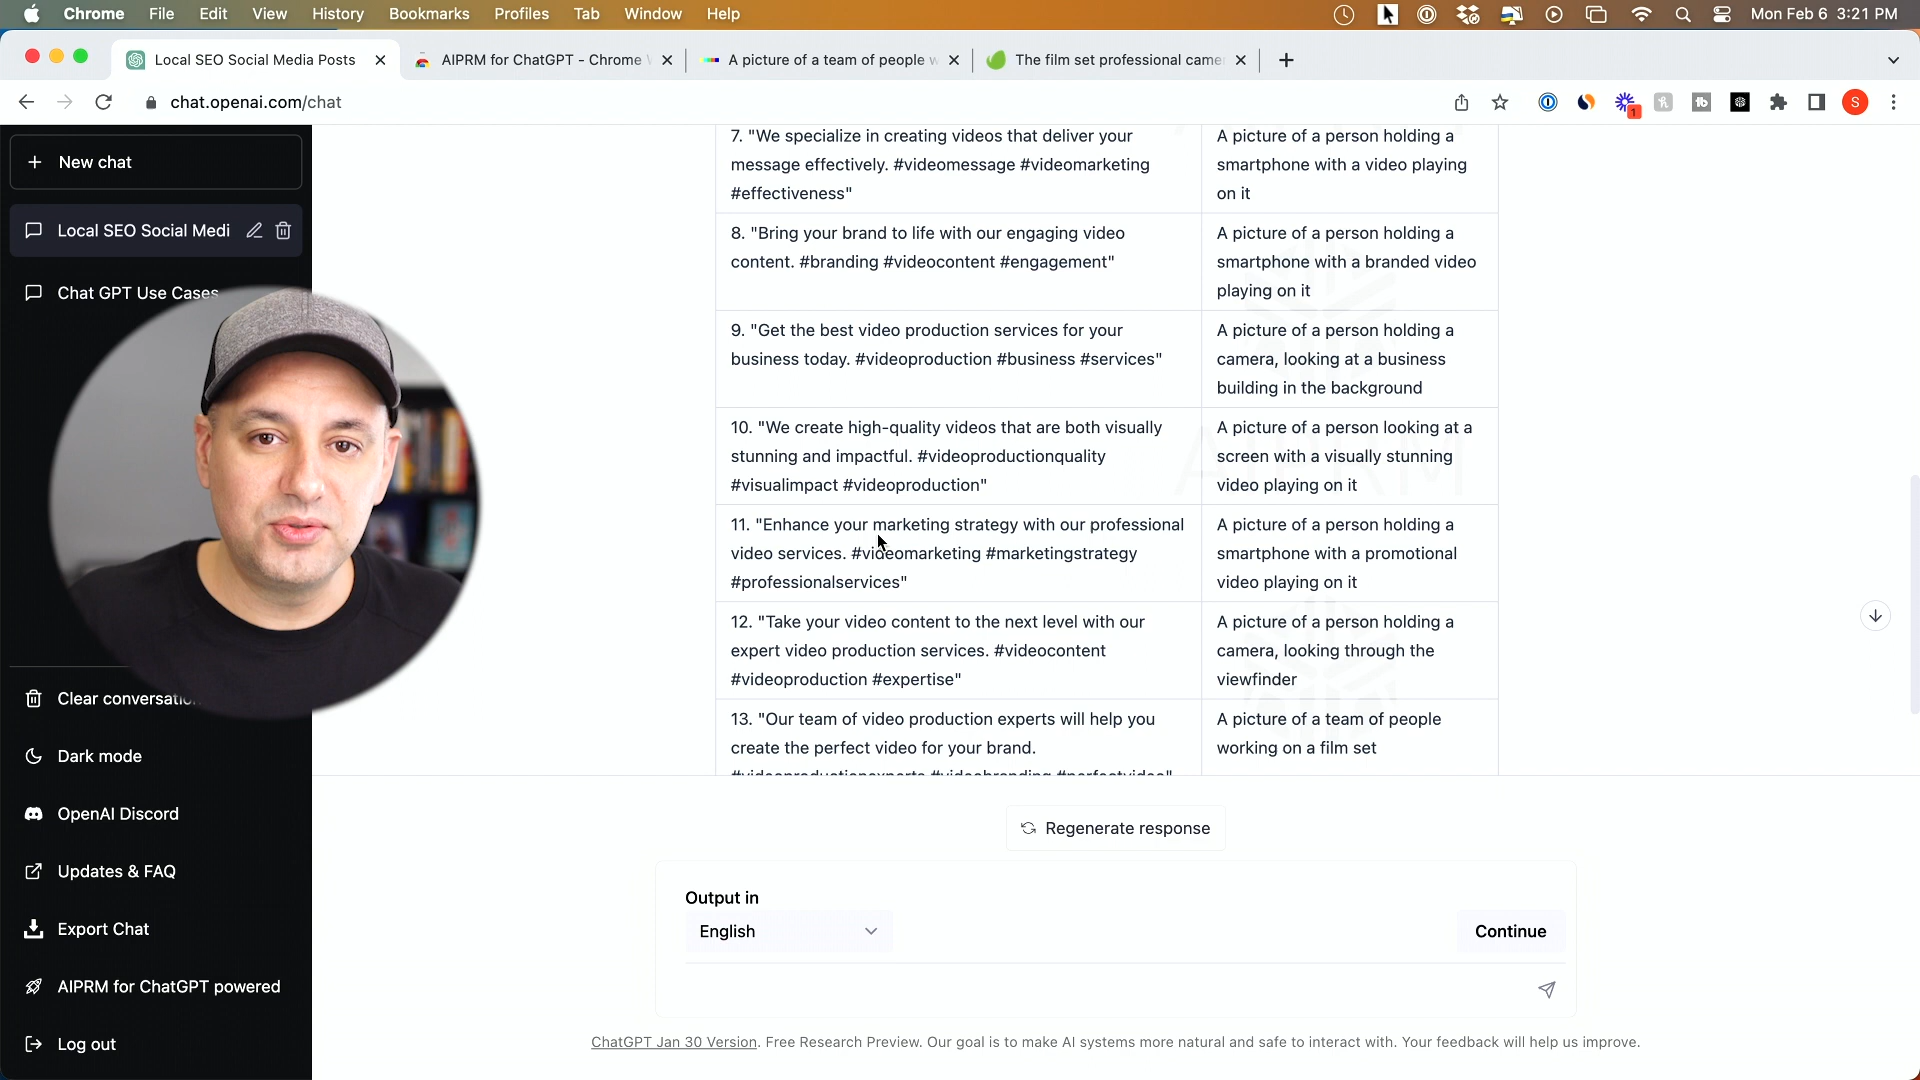 Chrome File Edit View History Bookmarks Profiles Tab Window Help Mon Feb 6 3:21 PM
Local SEO Social Media Posts AIPRM for ChatGPT - Chrome A picture of a team of people The film set professional came
chat.openai.com/chat S
1
New chat
Local SEO Social Medi
Chat GPT Use Cases
Clear
Dark mode
OpenAI Discord
Updates & FAQ
Export Chat
AIPRM for ChatGPT powered
Log out
7. "We specialize in creating videos that deliver your
message effectively. #videomessage #videomarketing
#effectiveness"
A picture of a person holding a
smartphone with a video playing
on it
8. "Bring your brand to life with our engaging video
content. #branding #videocontent #engagement"
A picture of a person holding a
smartphone with a branded video
playing on it
9. "Get the best video production services for your
business today. #videoproduction #business #services"
A picture of a person holding a
camera, looking at a business
building in the background
10. "We create high-quality videos that are both visually
stunning and impactful. #videoproductionquality
#visualimpact #videoproduction"
A picture of a person looking at a
screen with a visually stunning
video playing on it
11. "Enhance your marketing strategy with our professional
video services. #videomarketing #marketingstrategy
#professionalservices"
A picture of a person holding a
smartphone with a promotional
video playing on it
12. "Take your video content to the next level with our
expert video production services. #videocontent
#videoproduction #expertise"
A picture of a person holding a
camera, looking through the
viewfinder
13. "Our team of video production experts will help you
create the perfect video for your brand.
#videoproductionexperts #videobranding #perfectvideo"
A picture of a team of people
working on a film set
AIPRM
Regenerate response
Output in
English
Continue
ChatGPT Jan 30 Version. Free Research Preview. Our goal is to make AI systems more natural and safe to interact with. Your feedback will help us improve.